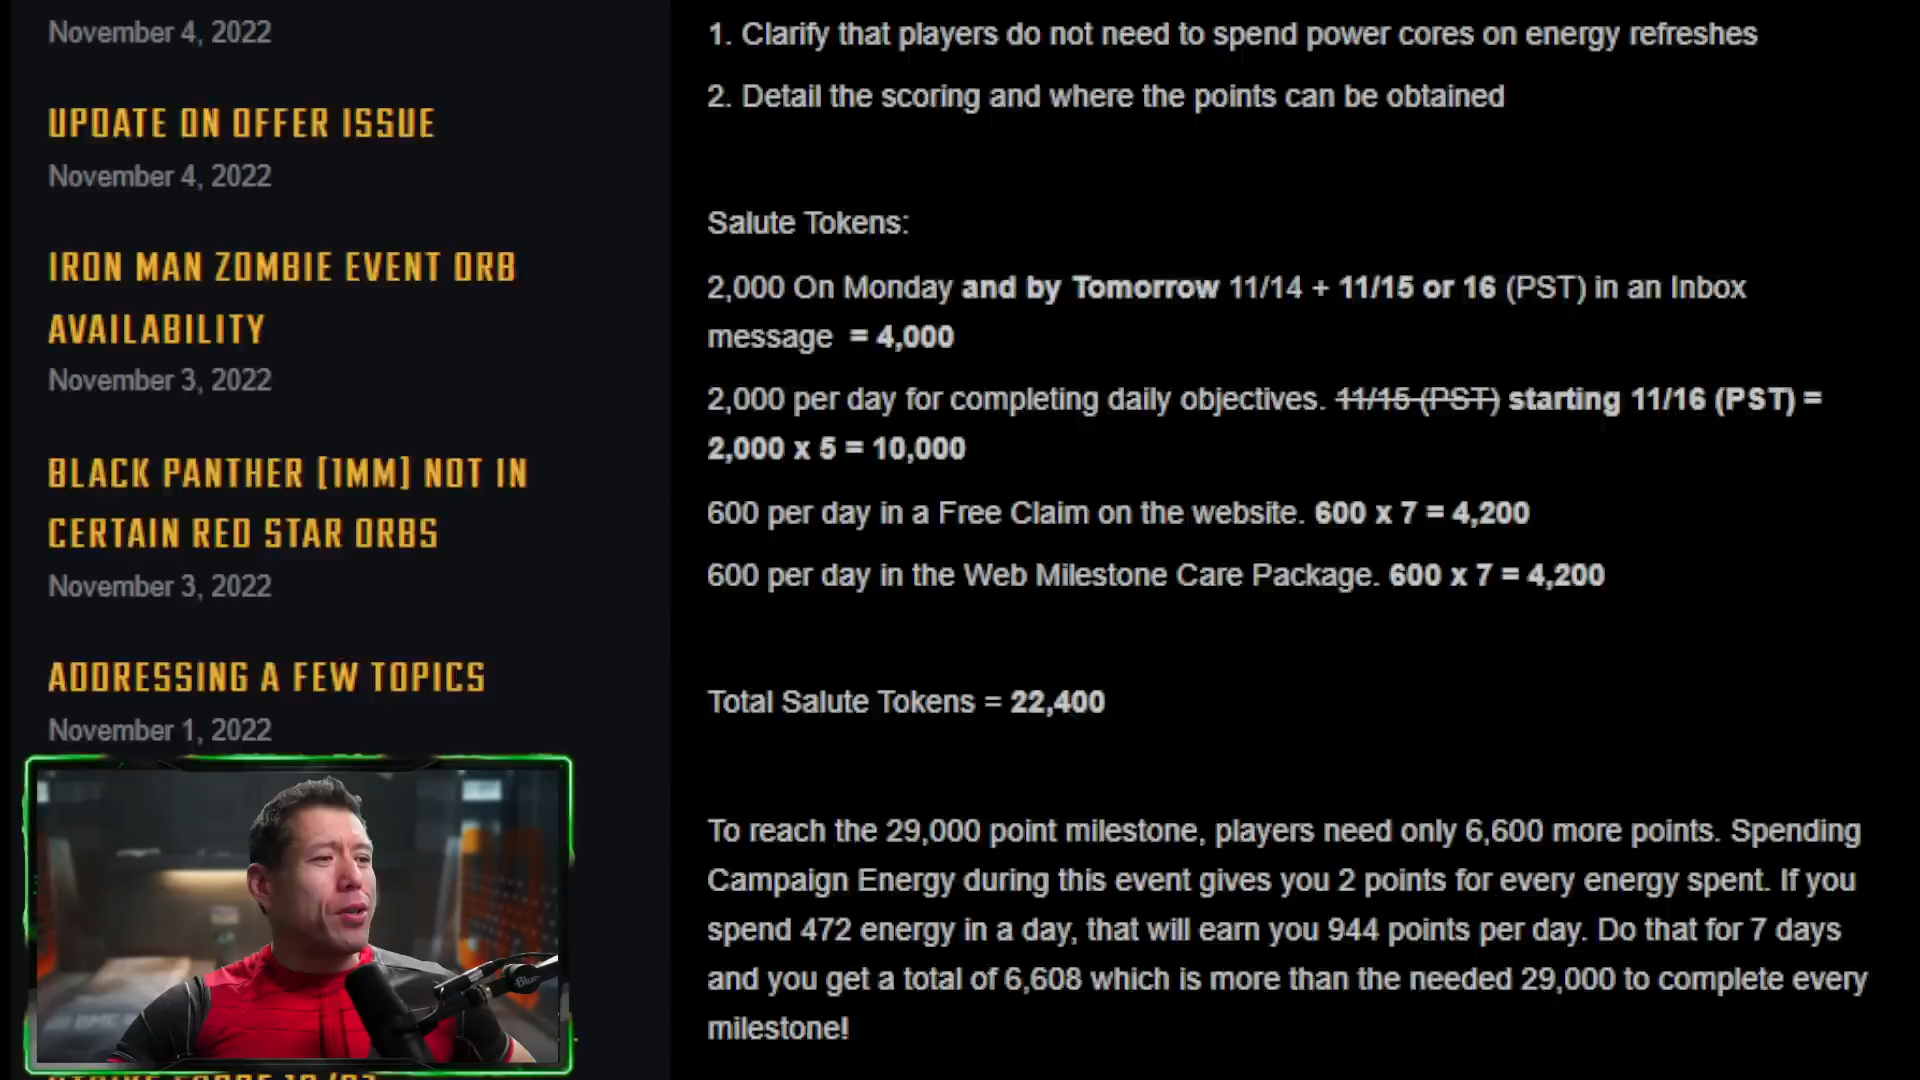 November 4, 2022
UPDATE ON OFFER ISSUE
November 4, 2022
IRON MAN ZOMBIE EVENT ORB
AVAILABILITY
November 3, 2022
BLACK PANTHER [1MM] NOT IN
CERTAIN RED STAR ORBS
November 3, 2022
ADDRESSING A FEW TOPICS
November 1, 2022
1. Clarify that players do not need to spend power cores on energy refreshes
2. Detail the scoring and where the points can be obtained
Salute Tokens:
2,000 On Monday and by Tomorrow 11/14 + 11/15 or 16 (PST) in an Inbox
message = 4,000
2,000 per day for completing daily objectives. 11/15 (PST) starting 11/16 (PST) =
2,000 x 5 = 10,000
600 per day in a Free Claim on the website. 600 x 7 = 4,200
600 per day in the Web Milestone Care Package. 600 x 7 = 4,200
Total Salute Tokens = 22,400
To reach the 29,000 point milestone, players need only 6,600 more points. Spending
Campaign Energy during this event gives you 2 points for every energy spent. If you
spend 472 energy in a day, that will earn you 944 points per day. Do that for 7 days
and you get a total of 6,608 which is more than the needed 29,000 to complete every
milestone!
Blue